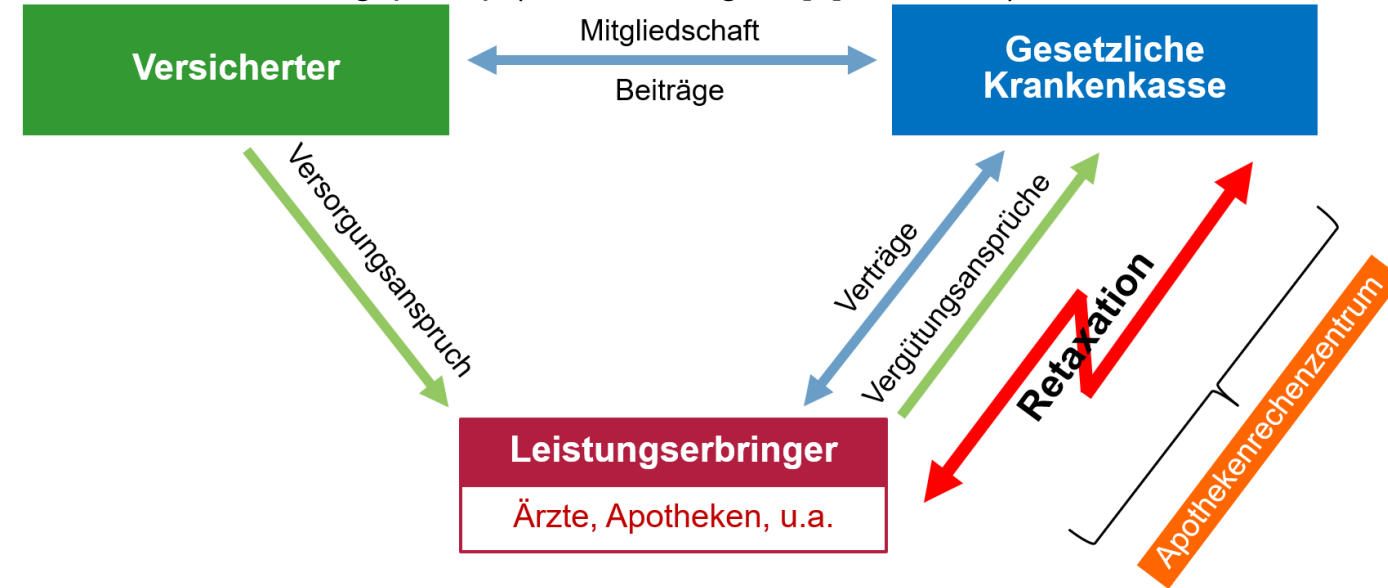 Mitgliedschaft
Versicherter
Gesetzliche
Krankenkasse
Beiträge
Versorgungsanspruch
Verträge
Vergütungsansprüche
Retaxation
Apothekenrechenzentrum
Leistungserbringer
Ärzte, Apotheken, u.a.